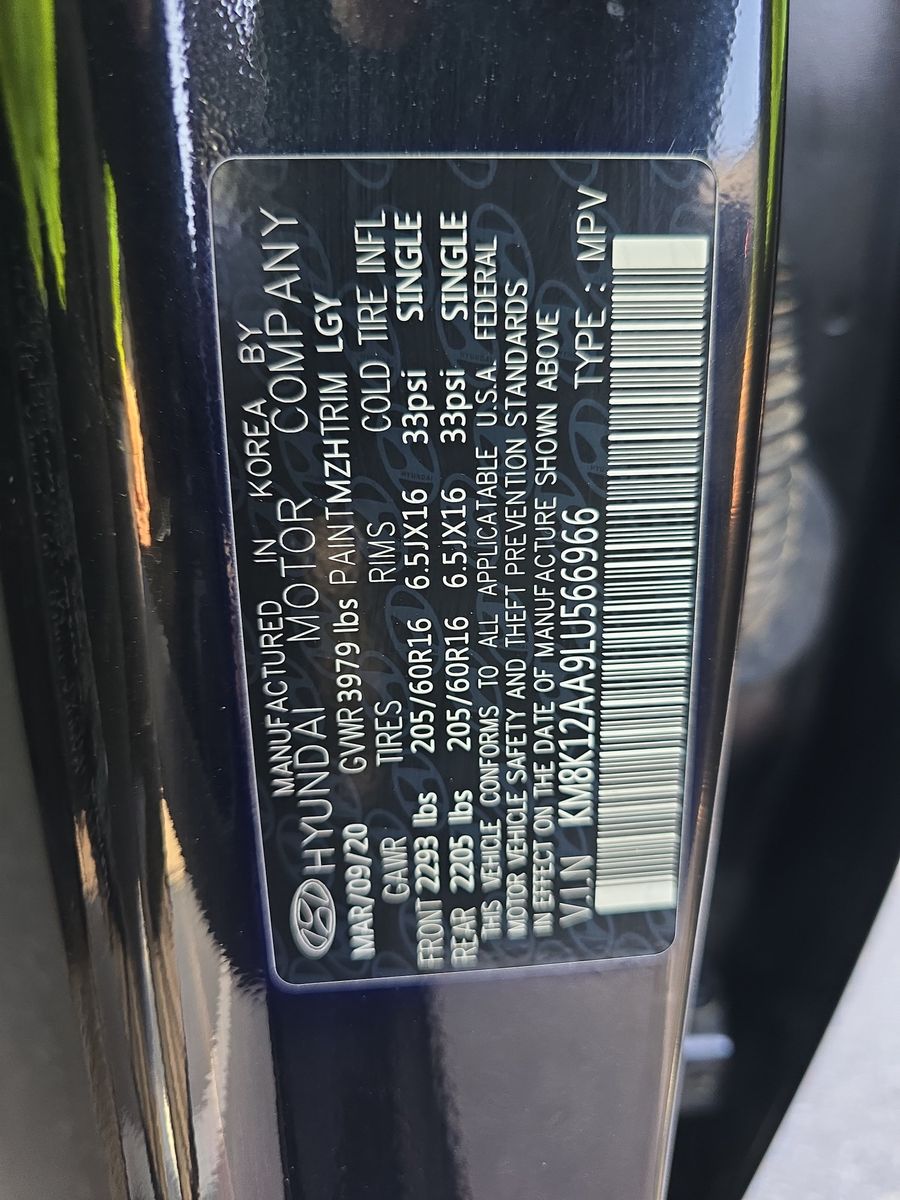 MANUFACTURED IN KOREA BY
HYUNDAI MOTOR COMPANY
MAR/09/20 GVWR 3979 lbs PAINTMZHTRIM LGY
GAWR TIRES RIMS COLD TIRE INFL
FRONT 2293 lbs 205/60R16 6.5JX16 33psi SINGLE
REAR 2205 lbs 205/60R16 6.5JX16 33psi SINGLE
THIS VEHICLE CONFORMS TO ALL APPLICABLE U.S.A. FEDERAL
MOTOR VEHICLE SAFETY AND THEFT PREVENTION STANDARDS
IN EFFECT ON THE DATE OF MANUFACTURE SHOWN ABOVE
V.I.N KM8K12AA9LU566966 TYPE : MPV